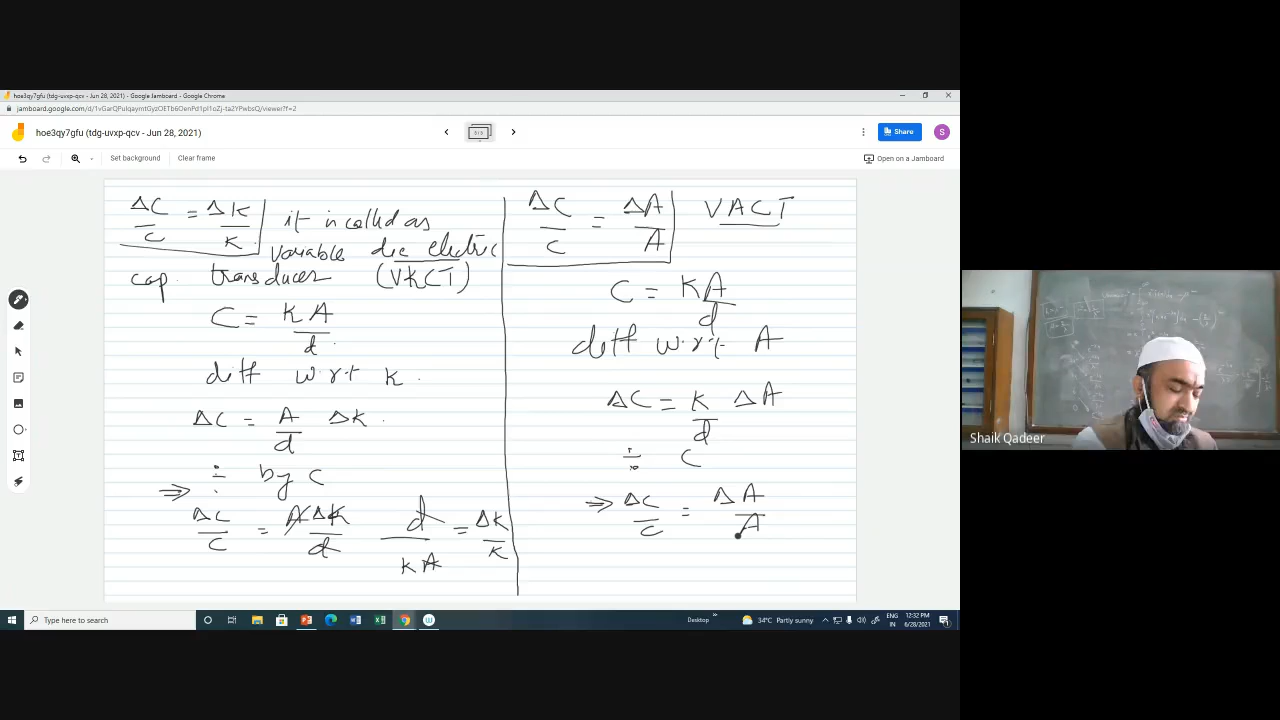 hoe3qy7gfu (tdg-uvxp-qcv - Jun 28, 2021) - Google Jamboard - Google Chrome
hoe3qy7gfu (tdg-uvxp-qcv - Jun 28, 2021)
Share
S
Set background
Clear frame
Open on a Jamboard
ΔC/C = ΔK/K it is called as
variable die electric
cap. transducer (VKCT)
C = KA/d
diff w.r.t K.
ΔC = A/d ΔK.
÷ by C
⇒ ΔC/C = AΔK/d d/KA = ΔK/K
ΔC/C = ΔA/A VACT
C = KA/d
diff w.r.t A
ΔC = K/d ΔA
÷ C
⇒ ΔC/C = ΔA/A
Shaik Qadeer
Type here to search
Desktop
34°C Partly sunny
ENG
IN
12:32 PM
6/28/2021